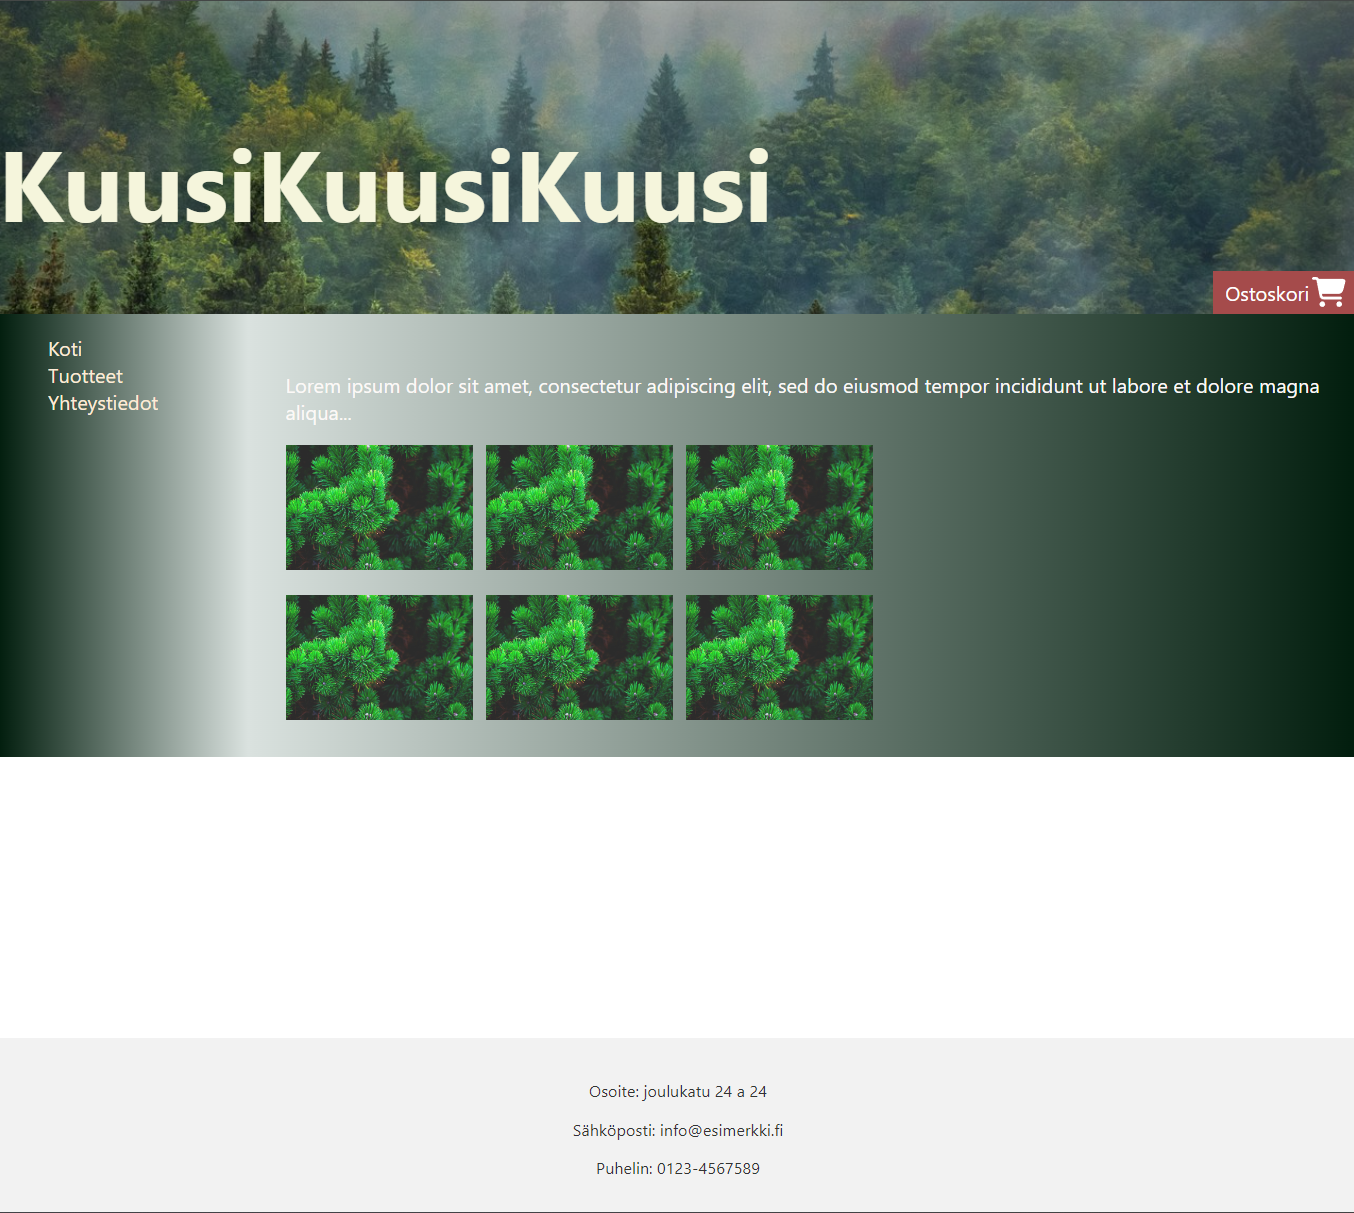 KuusiKuusiKuusi
Ostoskori
Koti
Tuotteet
Yhteystiedot
Lorem ipsum dolor sit amet, consectetur adipiscing elit, sed do eiusmod tempor incididunt ut labore et dolore magna
aliqua...
Osoite: joulukatu 24 a 24
Sähköposti: info@esimerkki.fi
Puhelin: 0123-4567589